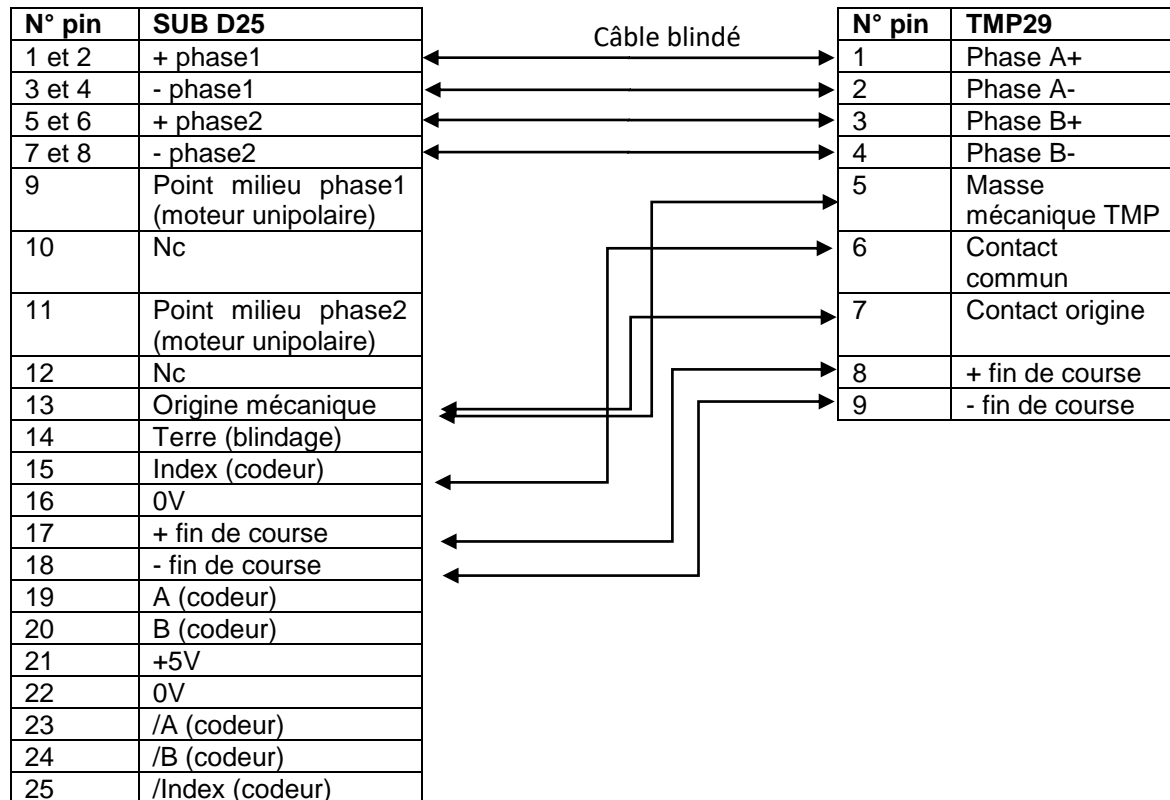 N° pin SUB D25
1 et 2 + phase1
3 et 4 - phase1
5 et 6 + phase2
7 et 8 - phase2
9 Point milieu phase1
(moteur unipolaire)
10 Nc
11 Point milieu phase2
(moteur unipolaire)
12 Nc
13 Origine mécanique
14 Terre (blindage)
15 Index (codeur)
16 0V
17 + fin de course
18 - fin de course
19 A (codeur)
20 B (codeur)
21 +5V
22 0V
23 /A (codeur)
24 /B (codeur)
25 /Index (codeur)
Câble blindé
N° pin TMP29
1 Phase A+
2 Phase A-
3 Phase B+
4 Phase B-
5 Masse
mécanique TMP
6 Contact
commun
7 Contact origine
8 + fin de course
9 - fin de course